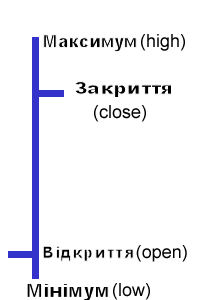 Максимум (high)
Закриття
(close)
Відкриття (open)
Мінімум (low)